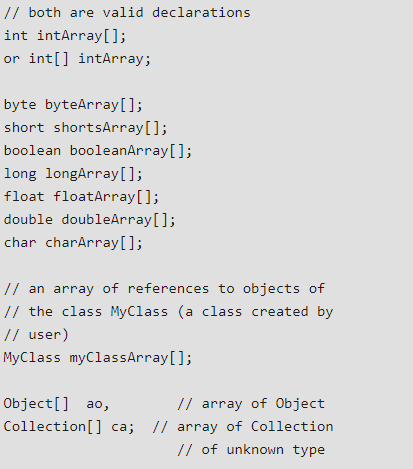 // both are valid declarations
int intArray[];
or int[] intArray;

byte byteArray[];
short shortsArray[];
boolean booleanArray[];
long longArray[];
float floatArray[];
double doubleArray[];
char charArray[];

// an array of references to objects of
// the class MyClass (a class created by
// user)
MyClass myClassArray[];

Object[]  ao,        // array of Object
Collection[] ca;  // array of Collection
                     // of unknown type